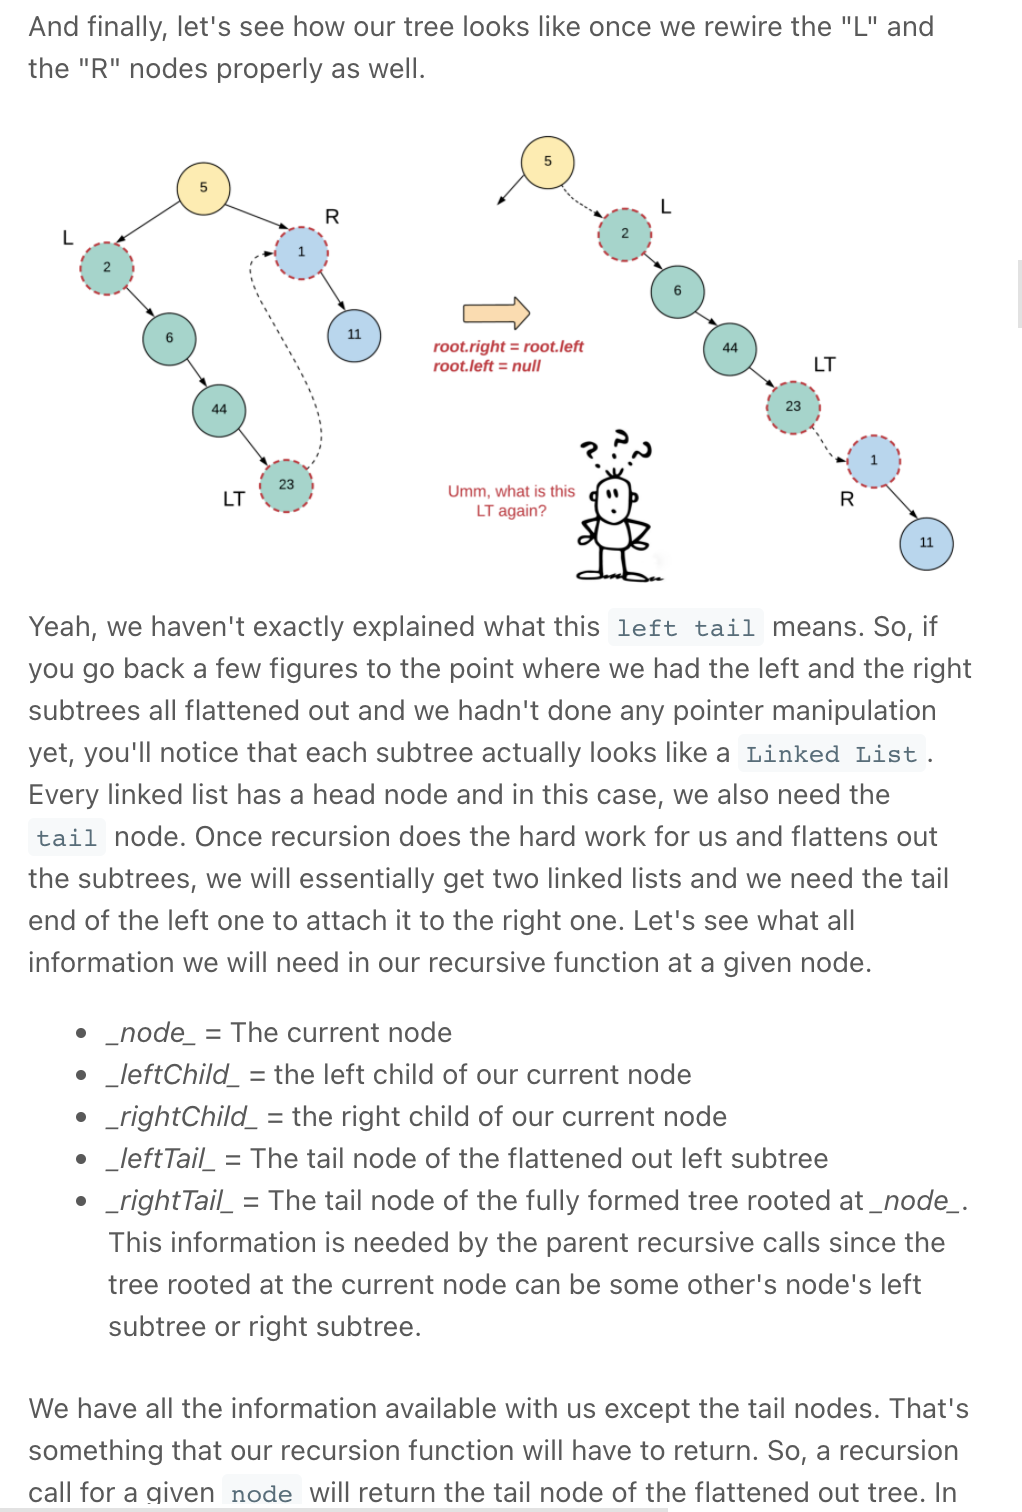 And finally, let's see how our tree looks like once we rewire the "L" and
the "R" nodes properly as well.
5
R
L
1
2
11
6
44
23
LT
root.right = root.left
root.left = null
5
L
2
6
44
LT
23
1
R
11
? ? ?
Umm, what is this
LT again?
Yeah, we haven't exactly explained what this left tail means. So, if
you go back a few figures to the point where we had the left and the right
subtrees all flattened out and we hadn't done any pointer manipulation
yet, you'll notice that each subtree actually looks like a Linked List.
Every linked list has a head node and in this case, we also need the
tail node. Once recursion does the hard work for us and flattens out
the subtrees, we will essentially get two linked lists and we need the tail
end of the left one to attach it to the right one. Let's see what all
information we will need in our recursive function at a given node.
• _node_ = The current node
• _leftChild_ = the left child of our current node
• _rightChild_ = the right child of our current node
• _leftTail_ = The tail node of the flattened out left subtree
• _rightTail_ = The tail node of the fully formed tree rooted at _node_.
This information is needed by the parent recursive calls since the
tree rooted at the current node can be some other's node's left
subtree or right subtree.
We have all the information available with us except the tail nodes. That's
something that our recursion function will have to return. So, a recursion
call for a given node will return the tail node of the flattened out tree. In